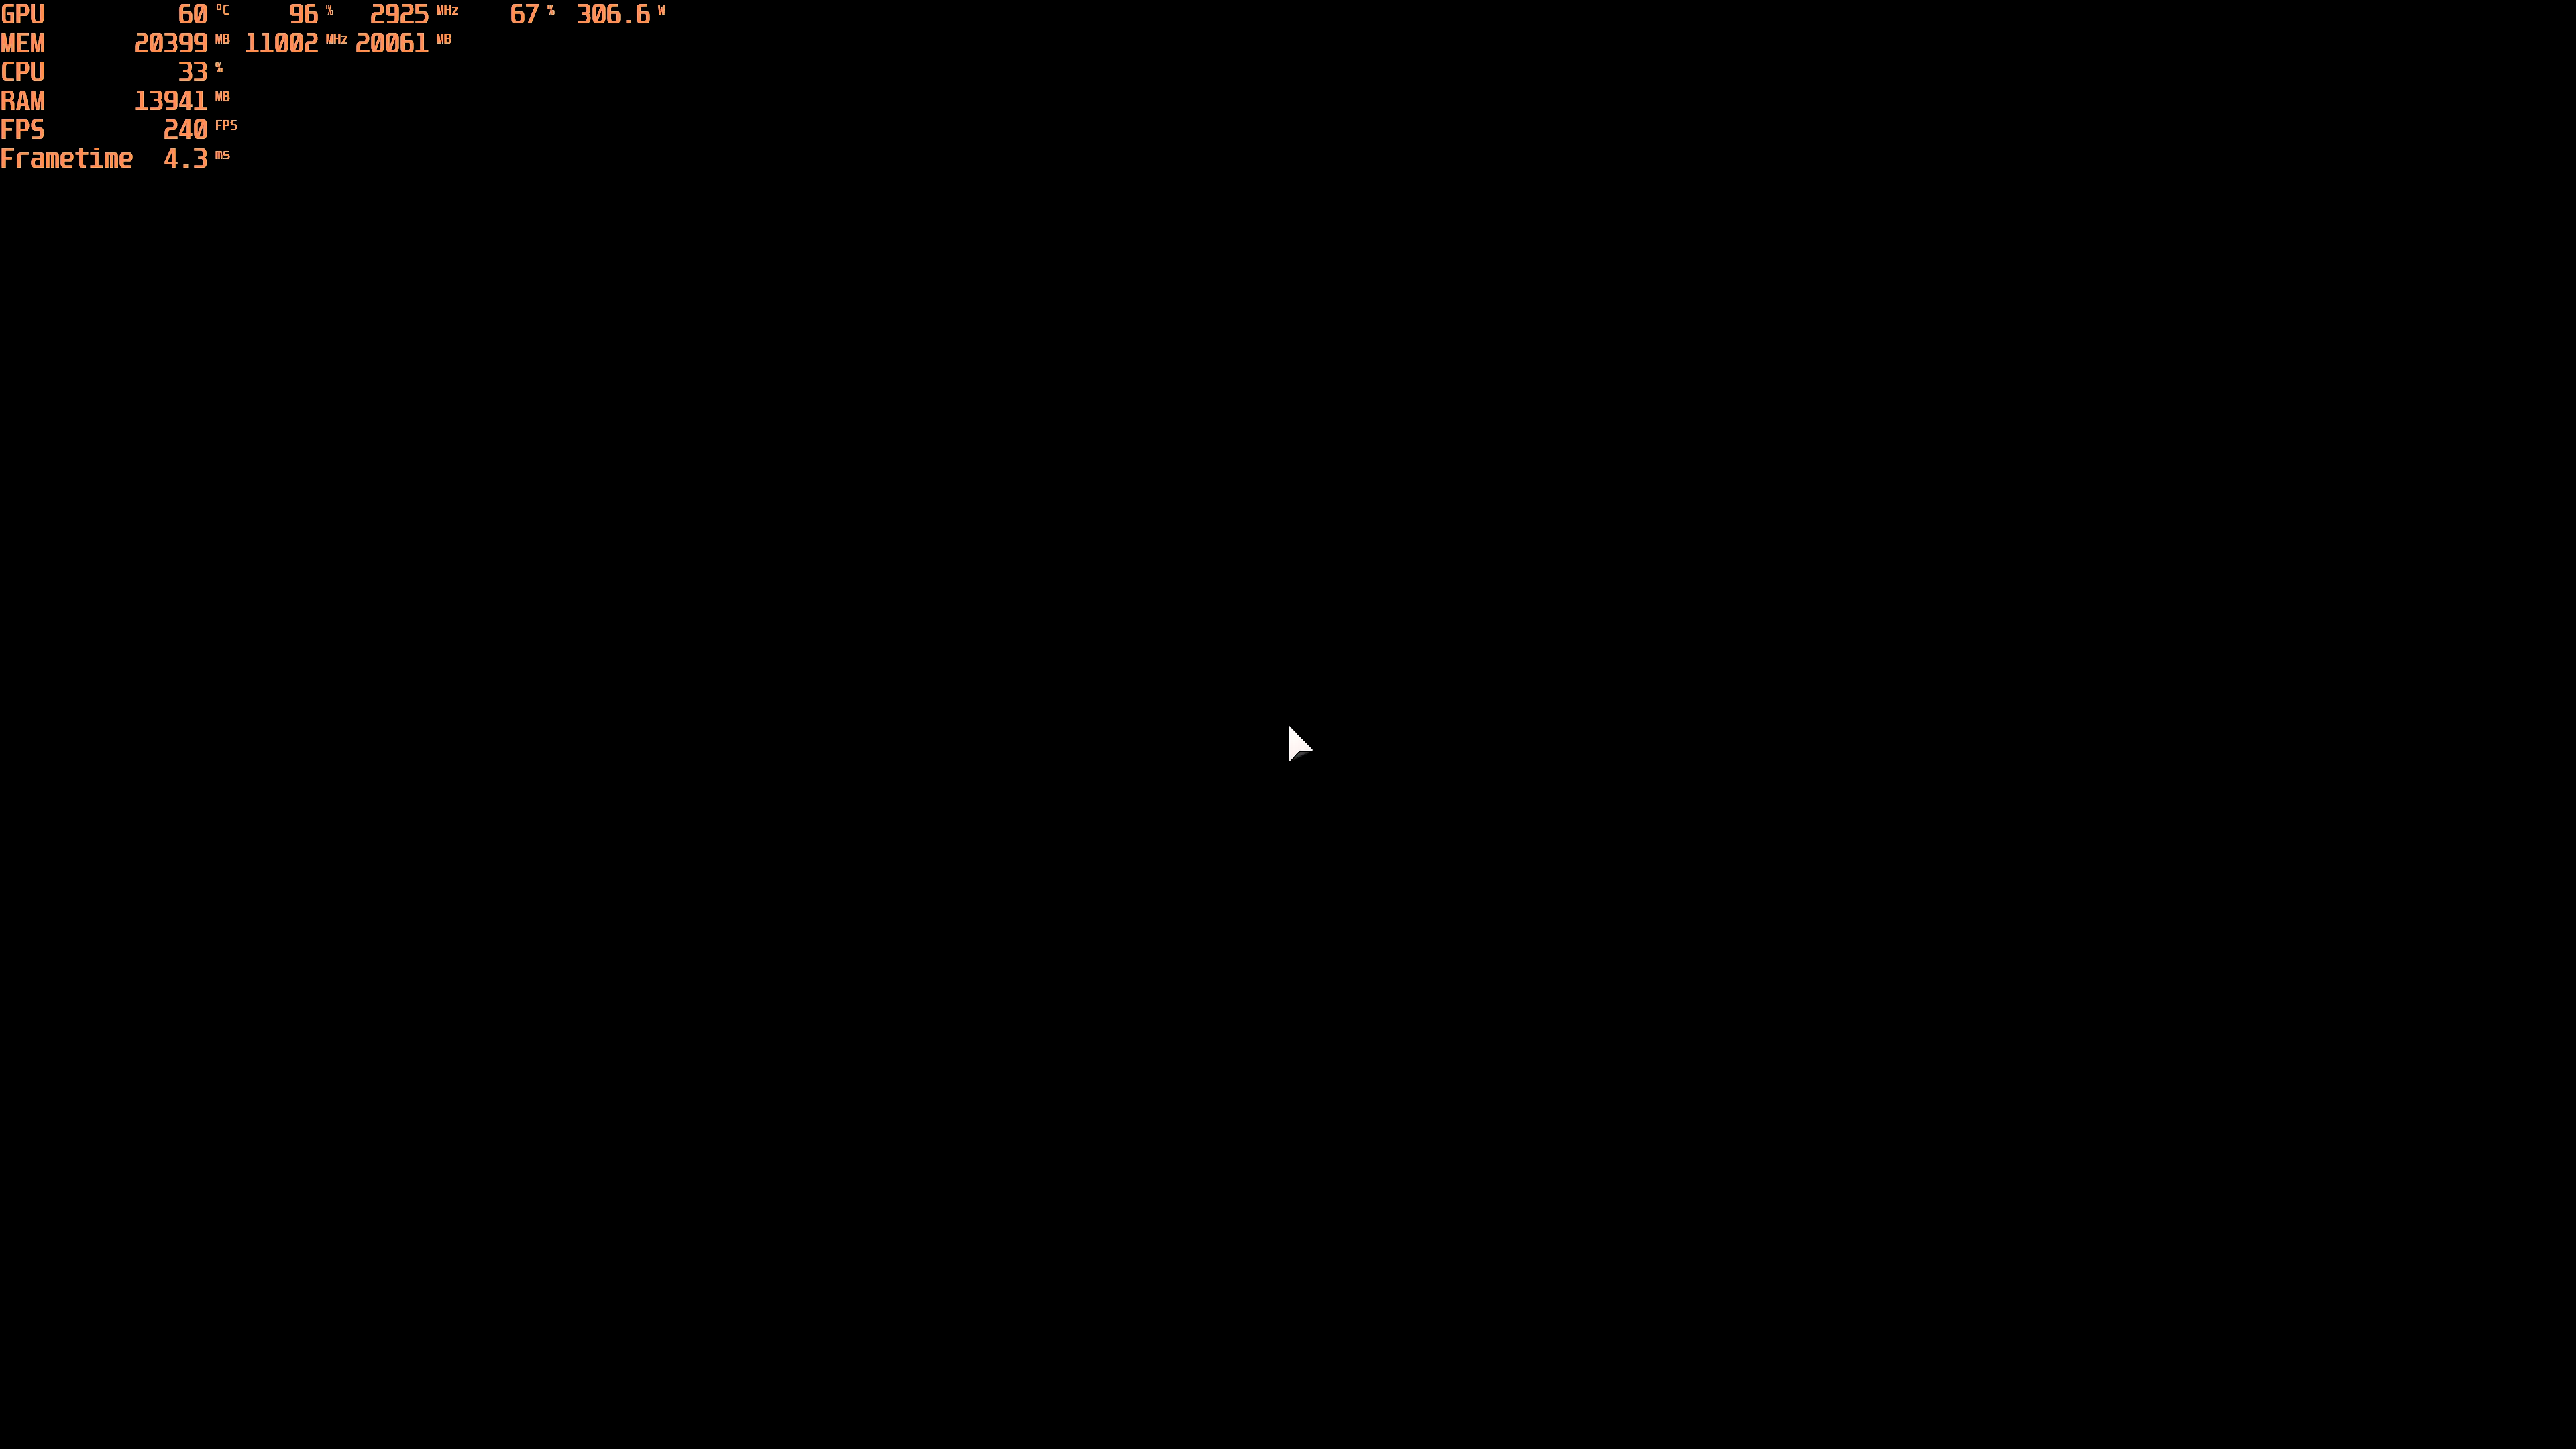 GPU 60 °C 96 % 2925 MHz 67 % 306.6 W
MEM 20399 MB 11002 MHz 20061 MB
CPU 33 %
RAM 13941 MB
FPS 240 FPS
Frametime 4.3 ms